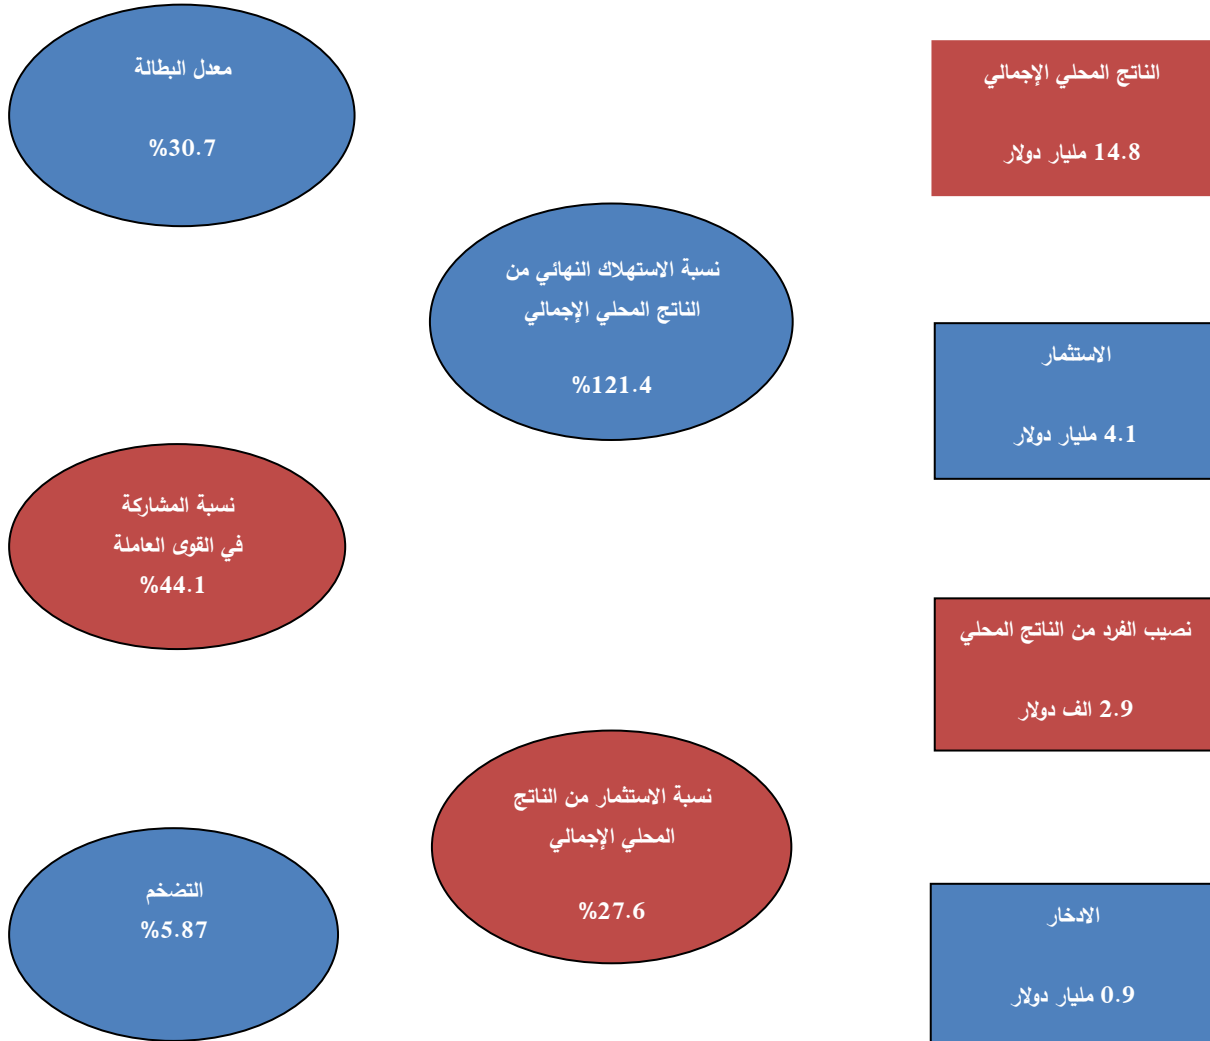 الناتج المحلي الإجمالي
14.8 مليار دولار
معدل البطالة
%30.7
نسبة الاستهلاك النهائي من
الناتج المحلي الإجمالي
%121.4
الاستثمار
4.1 مليار دولار
نسبة المشاركة
في القوى العاملة
%44.1
نصيب الفرد من الناتج المحلي
2.9 الف دولار
نسبة الاستثمار من الناتج
المحلي الإجمالي
%27.6
التضخم
%5.87
الادخار
0.9 مليار دولار